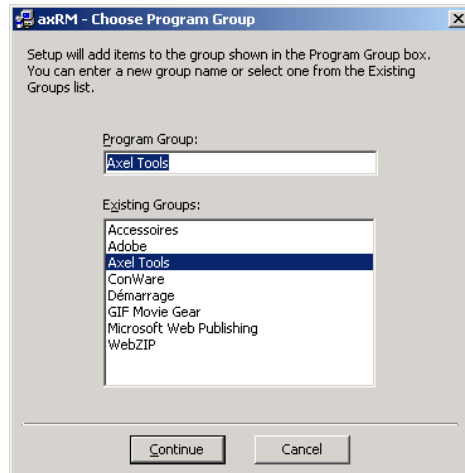 axRM - Choose Program Group
Setup will add items to the group shown in the Program Group box.
You can enter a new group name or select one from the Existing
Groups list.
Program Group:
Axel Tools
Existing Groups:
Accessoires
Adobe
Axel Tools
ConWare
Démarrage
GIF Movie Gear
Microsoft Web Publishing
WebZIP
Continue
Cancel